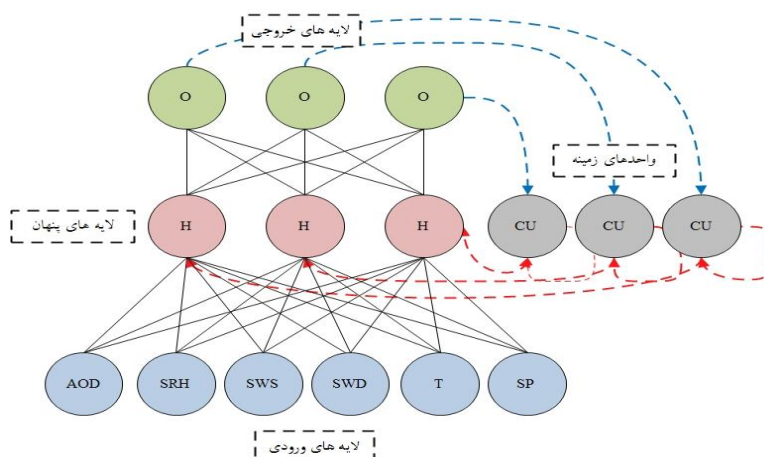 لایه های خروجی
O O O
واحدهای زمینه
لایه های پنهان
H H H CU CU CU
AOD SRH SWS SWD T SP
لایه های ورودی